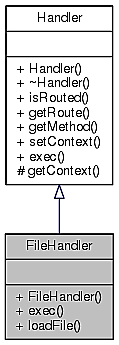 Handler
+ Handler()
+ ~Handler()
+ isRouted()
+ getRoute()
+ getMethod()
+ setContext()
+ exec()
# getContext()
FileHandler
+ FileHandler()
+ exec()
+ loadFile()